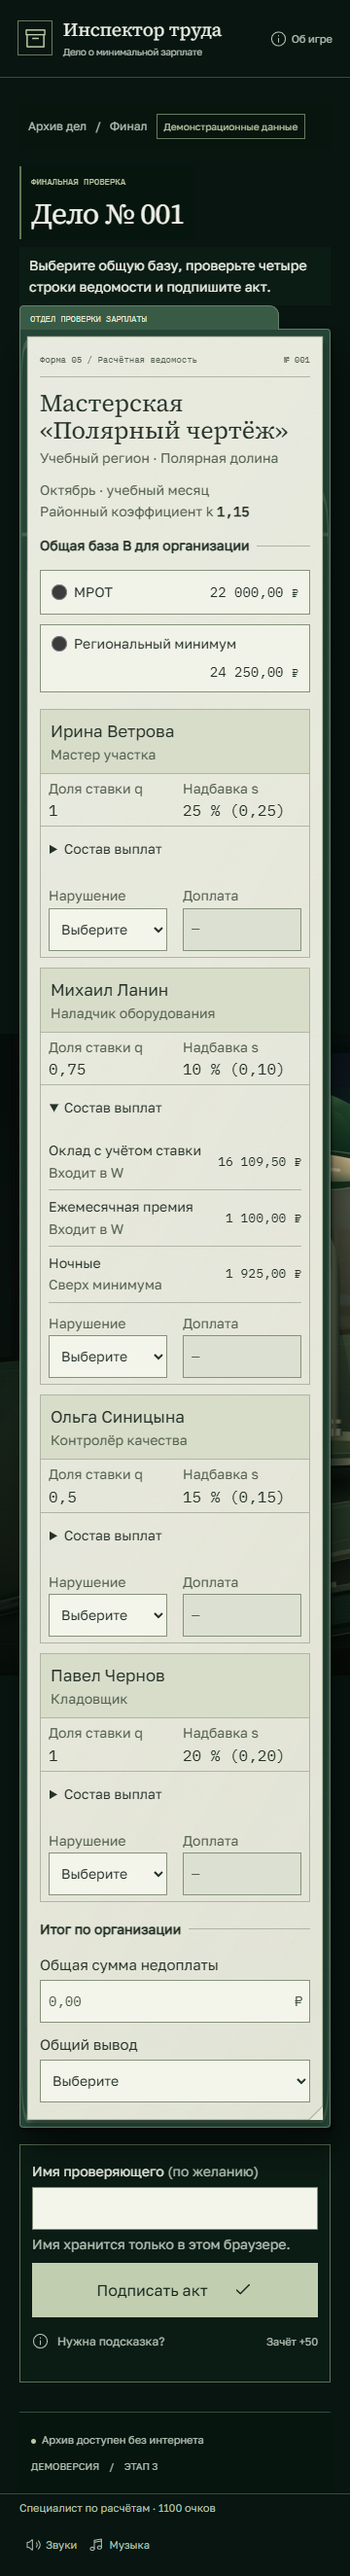 Инспектор труда
Дело о минимальной зарплате
Об игре
Архив дел / Финал
Демонстрационные данные
ФИНАЛЬНАЯ ПРОВЕРКА
Дело № 001
Выберите общую базу, проверьте четыре
строки ведомости и подпишите акт.
ОТДЕЛ ПРОВЕРКИ ЗАРПЛАТЫ
Форма 05 / Расчётная ведомость № 001
Мастерская
«Полярный чертёж»
Учебный регион · Полярная долина
Октябрь · учебный месяц
Районный коэффициент k 1,15
Общая база B для организации
МРОТ 22 000,00 ₽
Региональный минимум
24 250,00 ₽
Ирина Ветрова
Мастер участка
Доля ставки q Надбавка s
1 25 % (0,25)
▶ Состав выплат
Нарушение Доплата
Выберите —
Михаил Ланин
Наладчик оборудования
Доля ставки q Надбавка s
0,75 10 % (0,10)
▼ Состав выплат
Оклад с учётом ставки 16 109,50 ₽
Входит в W
Ежемесячная премия 1 100,00 ₽
Входит в W
Ночные 1 925,00 ₽
Сверх минимума
Нарушение Доплата
Выберите —
Ольга Синицына
Контролёр качества
Доля ставки q Надбавка s
0,5 15 % (0,15)
▶ Состав выплат
Нарушение Доплата
Выберите —
Павел Чернов
Кладовщик
Доля ставки q Надбавка s
1 20 % (0,20)
▶ Состав выплат
Нарушение Доплата
Выберите —
Итог по организации
Общая сумма недоплаты
0,00 ₽
Общий вывод
Выберите
Имя проверяющего (по желанию)
Имя хранится только в этом браузере.
Подписать акт
Нужна подсказка? Зачёт +50
Архив доступен без интернета
ДЕМОВЕРСИЯ / ЭТАП 3
Специалист по расчётам · 1100 очков
Звуки Музыка